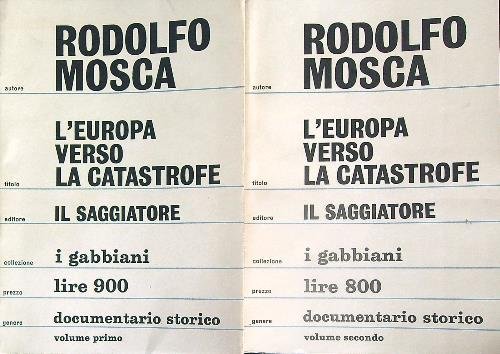 RODOLFO
MOSCA
autore
L'EUROPA
VERSO
LA CATASTROFE
titolo
editore IL SAGGIATORE
collezione i gabbiani
prezzo lire 900
genere documentario storico
volume primo
RODOLFO
MOSCA
autore
L'EUROPA
VERSO
LA CATASTROFE
titolo
editore IL SAGGIATORE
collezione i gabbiani
prezzo lire 800
genere documentario storico
volume secondo